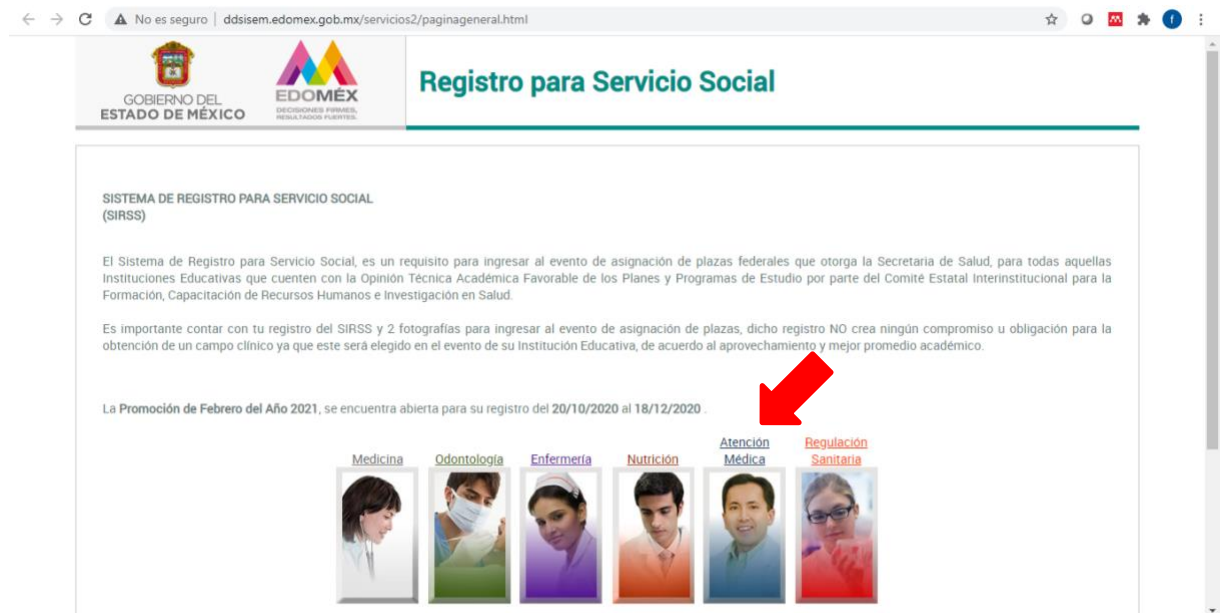 No es seguro | ddsisem.edomex.gob.mx/servicios2/paginageneral.html
GOBIERNO DEL
ESTADO DE MÉXICO
EDOMÉX
DECISIONES FIRMES,
RESULTADOS FUERTES.
Registro para Servicio Social
SISTEMA DE REGISTRO PARA SERVICIO SOCIAL
(SIRSS)
El Sistema de Registro para Servicio Social, es un requisito para ingresar al evento de asignación de plazas federales que otorga la Secretaria de Salud, para todas aquellas
Instituciones Educativas que cuenten con la Opinión Técnica Académica Favorable de los Planes y Programas de Estudio por parte del Comité Estatal Interinstitucional para la
Formación, Capacitación de Recursos Humanos e Investigación en Salud.
Es importante contar con tu registro del SIRSS y 2 fotografías para ingresar al evento de asignación de plazas, dicho registro NO crea ningún compromiso u obligación para la
obtención de un campo clínico ya que este será elegido en el evento de su Institución Educativa, de acuerdo al aprovechamiento y mejor promedio académico.
La Promoción de Febrero del Año 2021, se encuentra abierta para su registro del 20/10/2020 al 18/12/2020 .
Medicina
Odontología
Enfermería
Nutrición
Atención
Médica
Regulación
Sanitaria